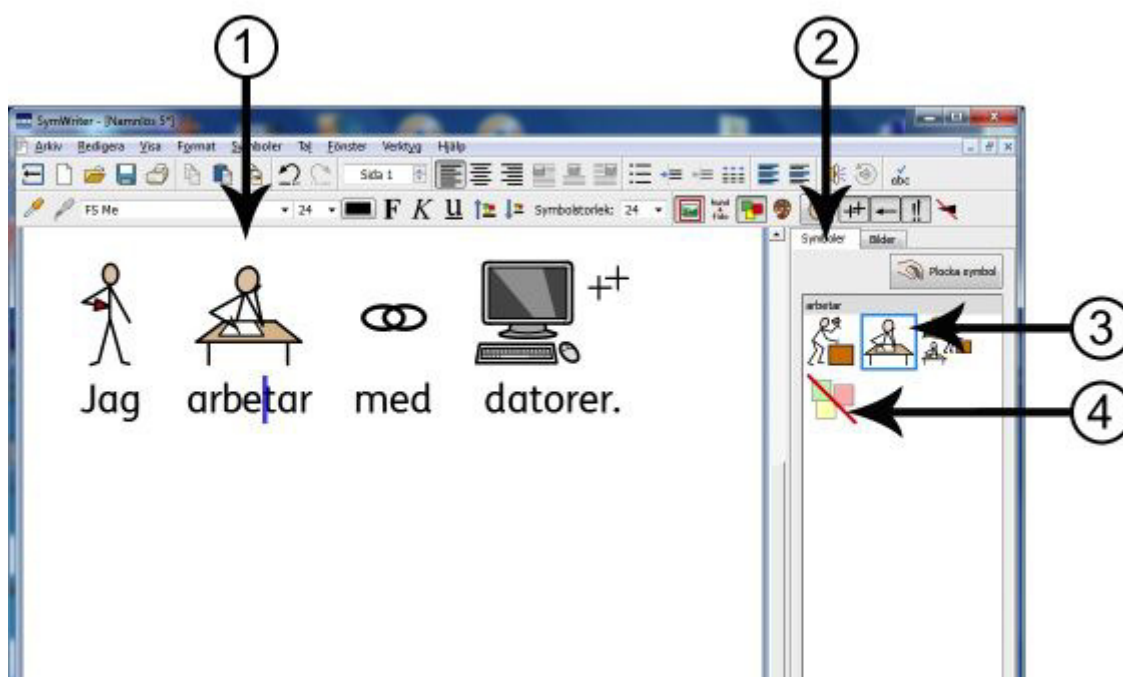 1
2
SymWriter - [Namnlös 5*]
Arkiv Redigera Visa Format Symboler Tal Fönster Verktyg Hjälp
Sida 1
abc
FS Me 24 F K U Symbolstorlek: 24
Symboler Bilder
Plocka symbol
arbetar
3
4
Jag arbetar med datorer.